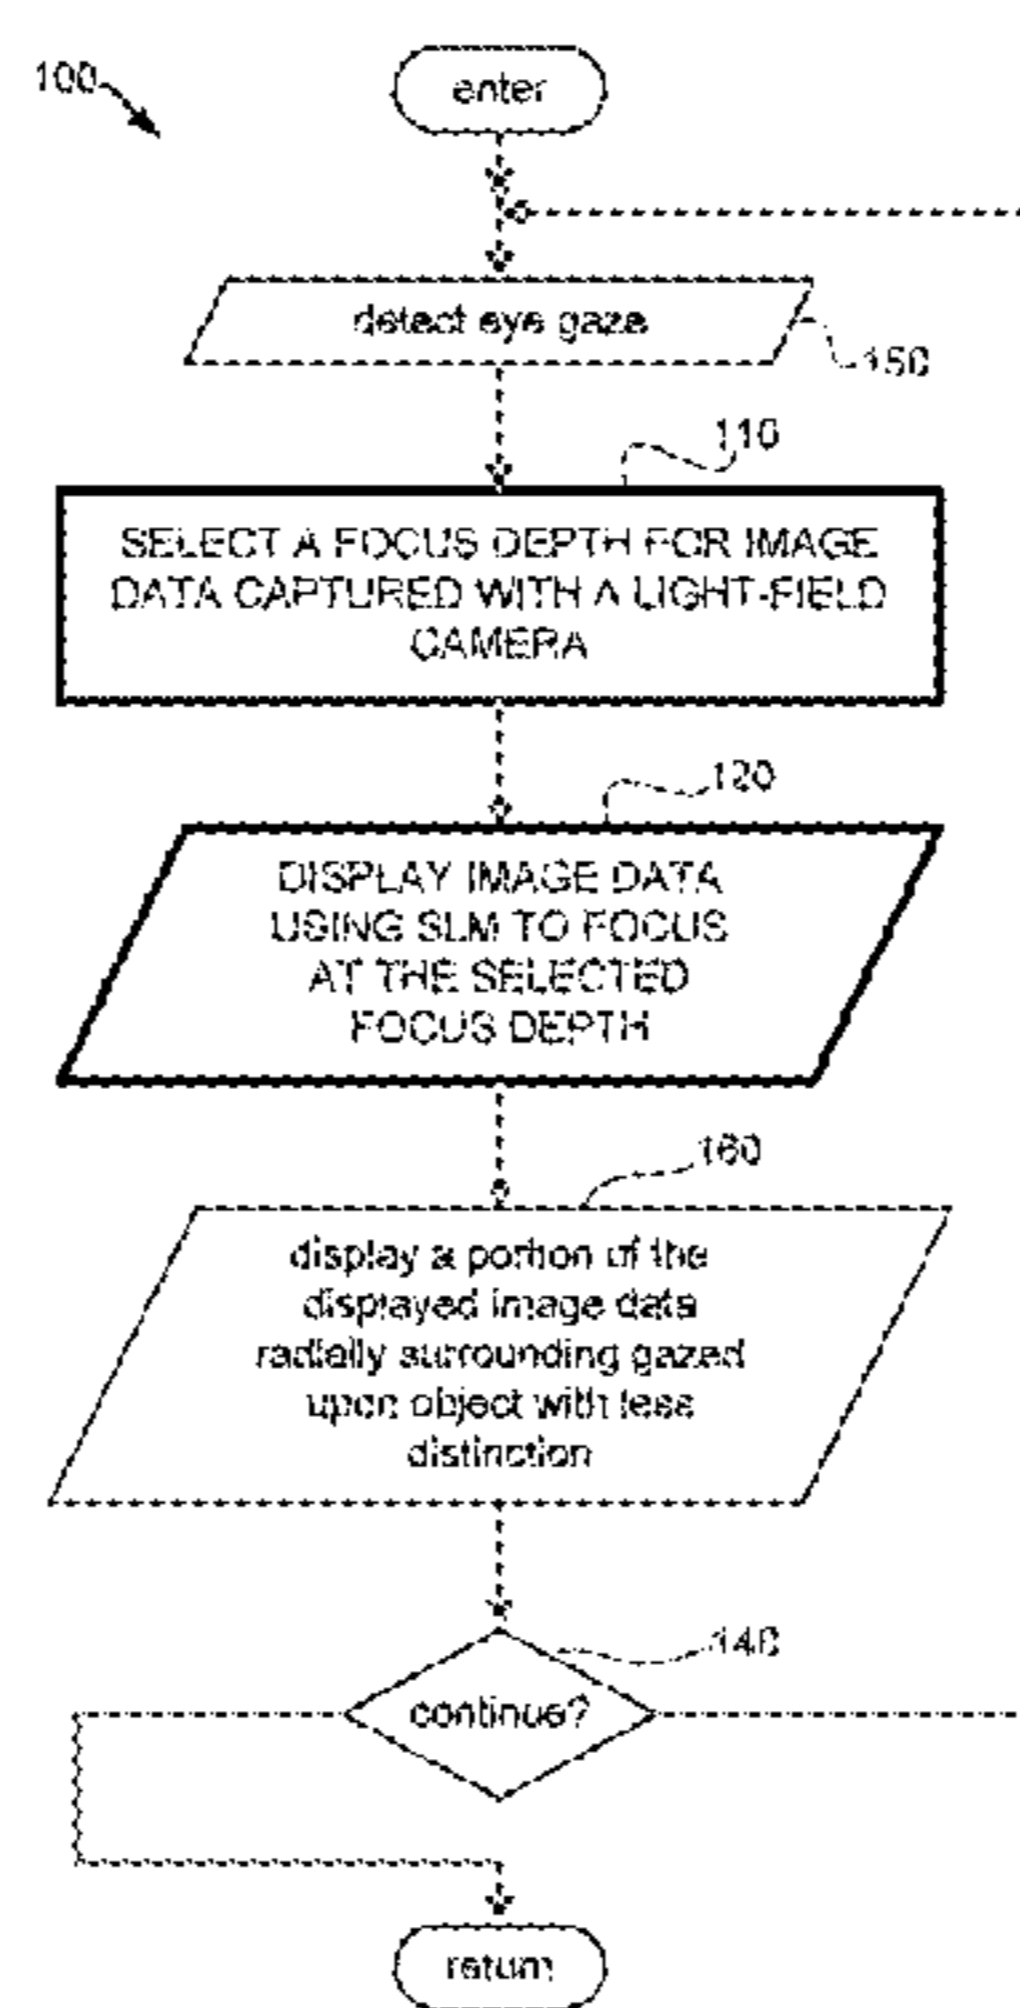 100
enter
detect eye gaze
150
110
SELECT A FOCUS DEPTH FOR IMAGE
DATA CAPTURED WITH A LIGHT-FIELD
CAMERA
120
DISPLAY IMAGE DATA
USING SLM TO FOCUS
AT THE SELECTED
FOCUS DEPTH
160
display a portion of the
displayed image data
radially surrounding gazed
upon object with less
distinction
140
continue?
return